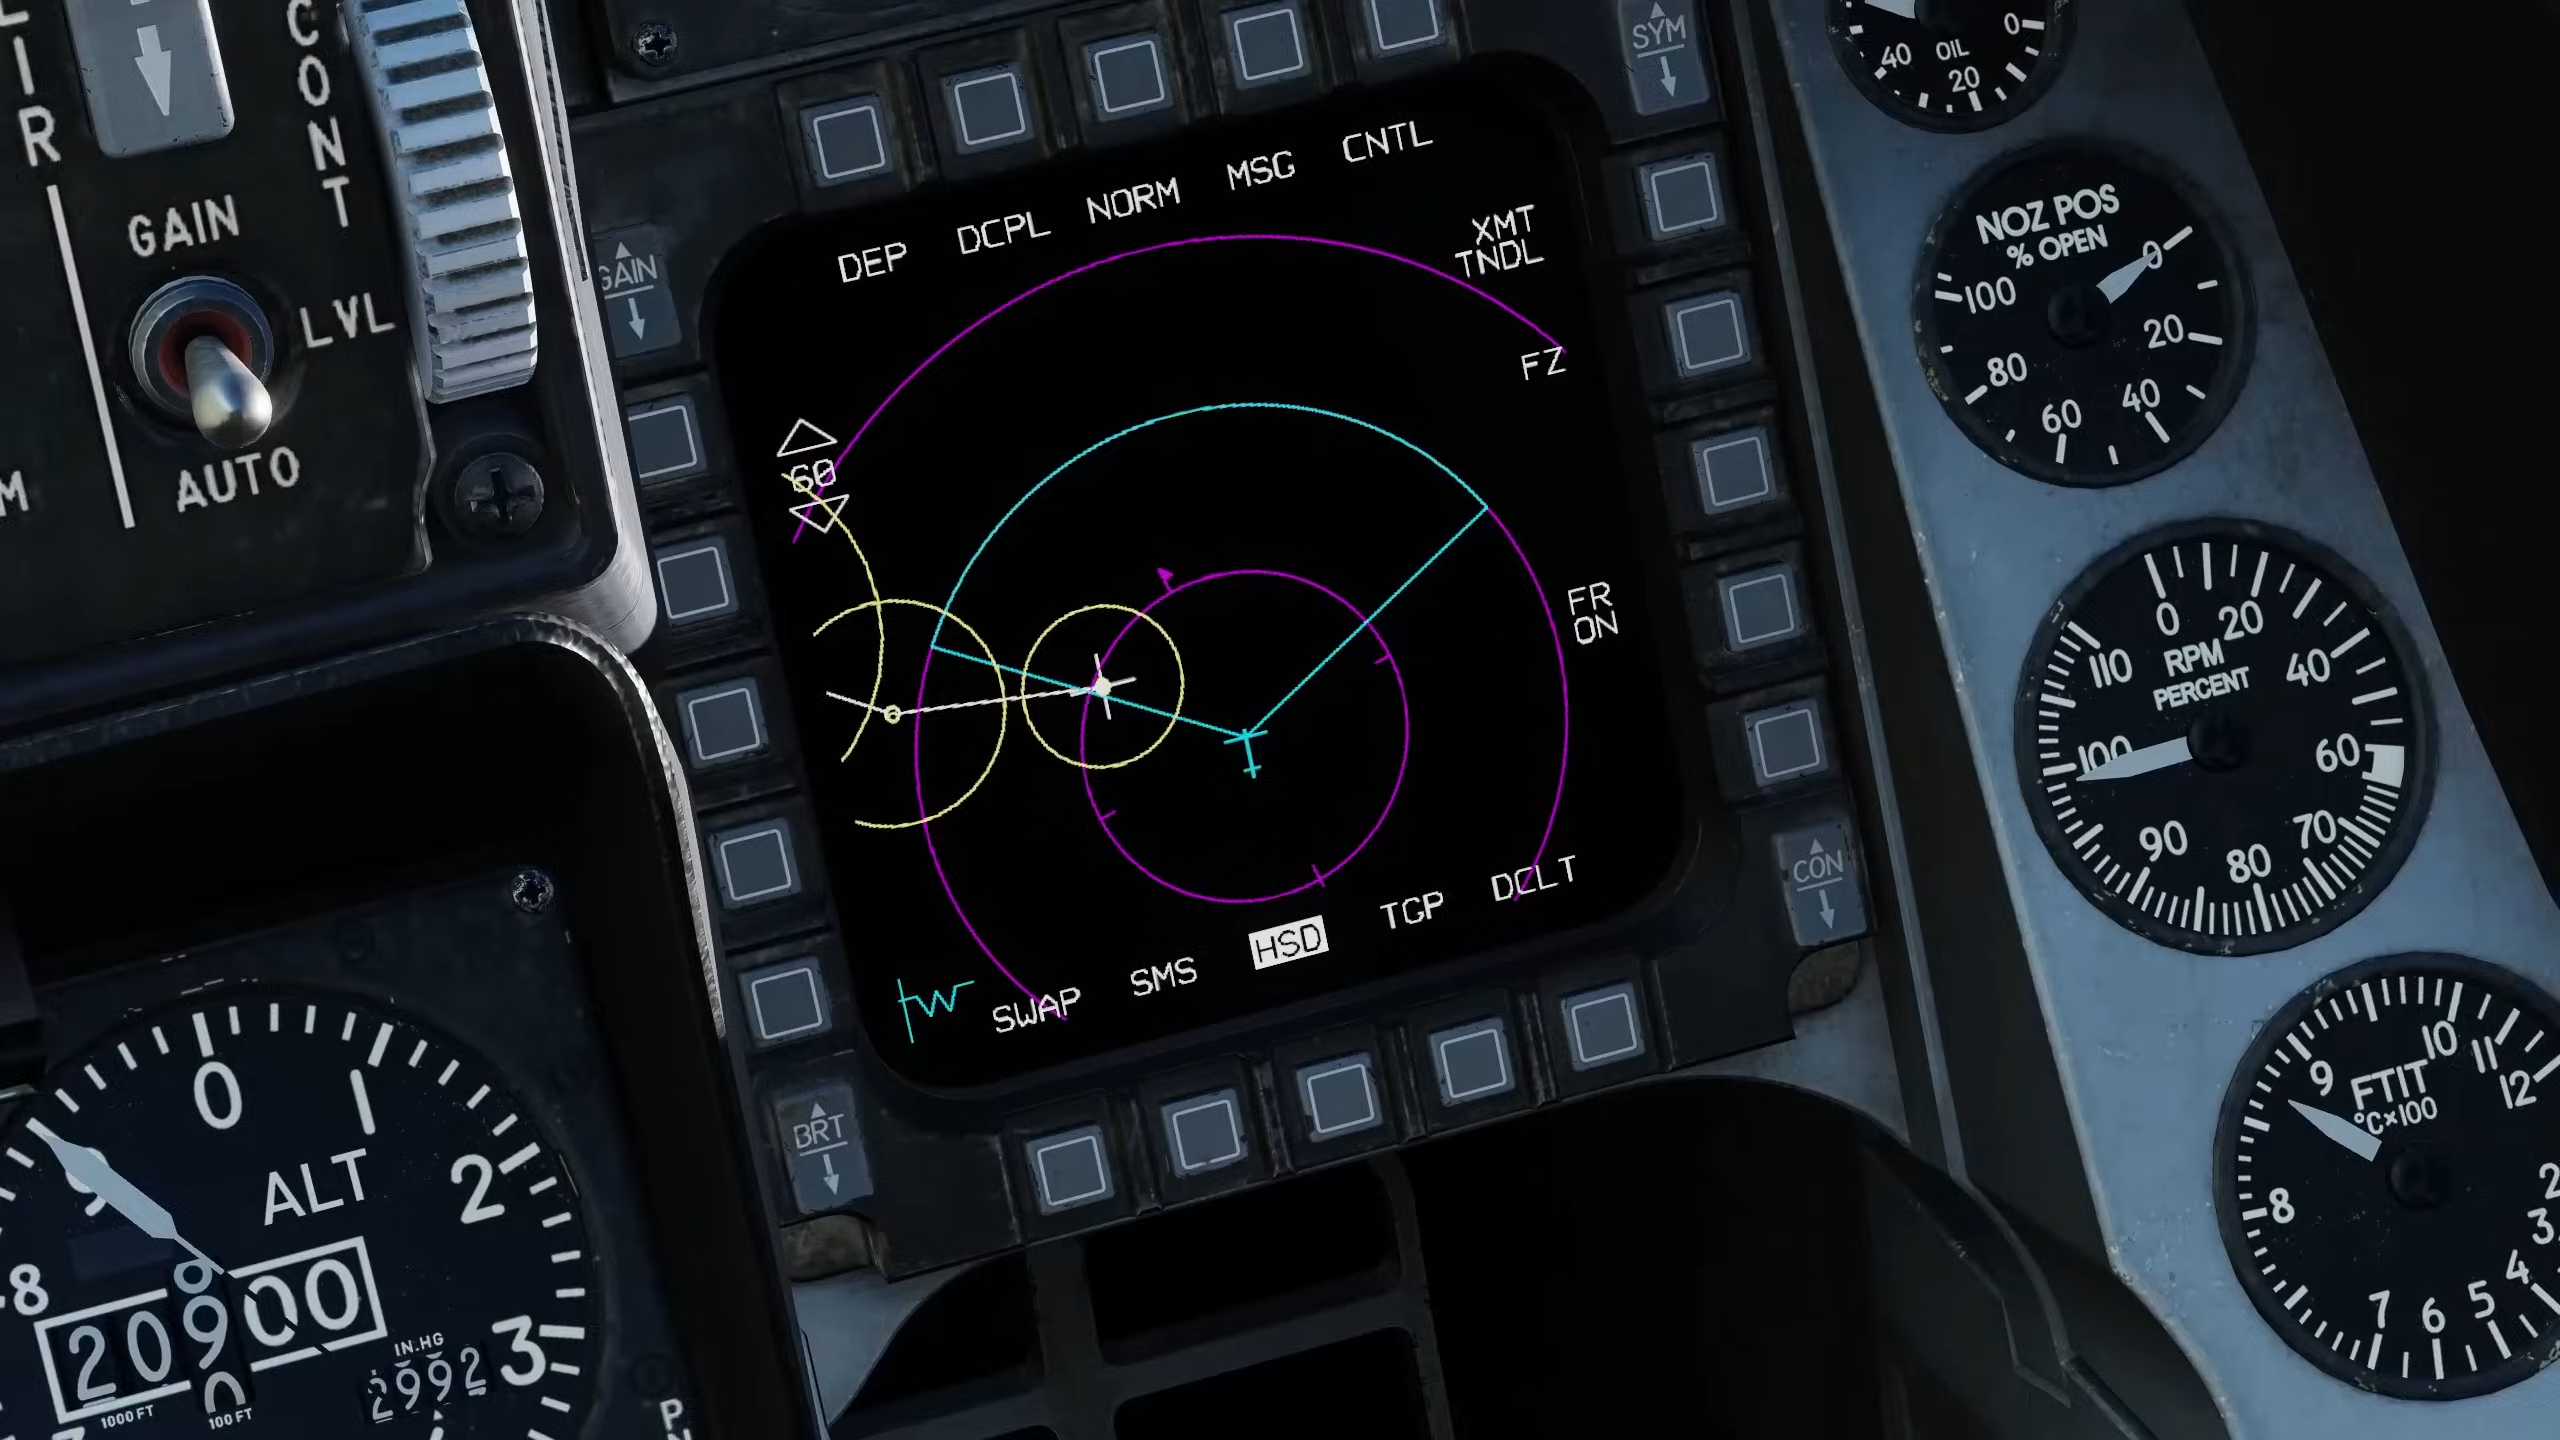 CONT
GAIN
LVL
AUTO
M
GAIN
SYM
CON
BRT
DEP DCPL NORM MSG CNTL
XMT
TNDL
FZ
60
FR
ON
SWAP SMS HSD TGP DCLT
40 OIL 0
20
NOZ POS
% OPEN
0
20
40
60
80
100
0
20
40
60
70
80
90
100
110
RPM
PERCENT
FTIT
°C×100
10
11
12
9
8
7
6
5
4
3
2
0
1
2
3
8
9
ALT
20900
1000 FT
100 FT
IN.HG
2992